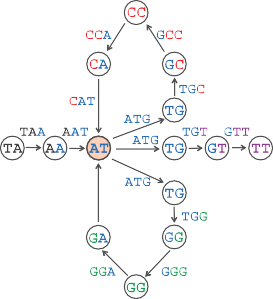 CC
CCA GCC
CA GC
TGC
CAT TG
ATG
TAA AAT ATG TGT GTT
TA AA AT TG GT TT
ATG
TG
TGG
GA GG
GGA GGG
GG